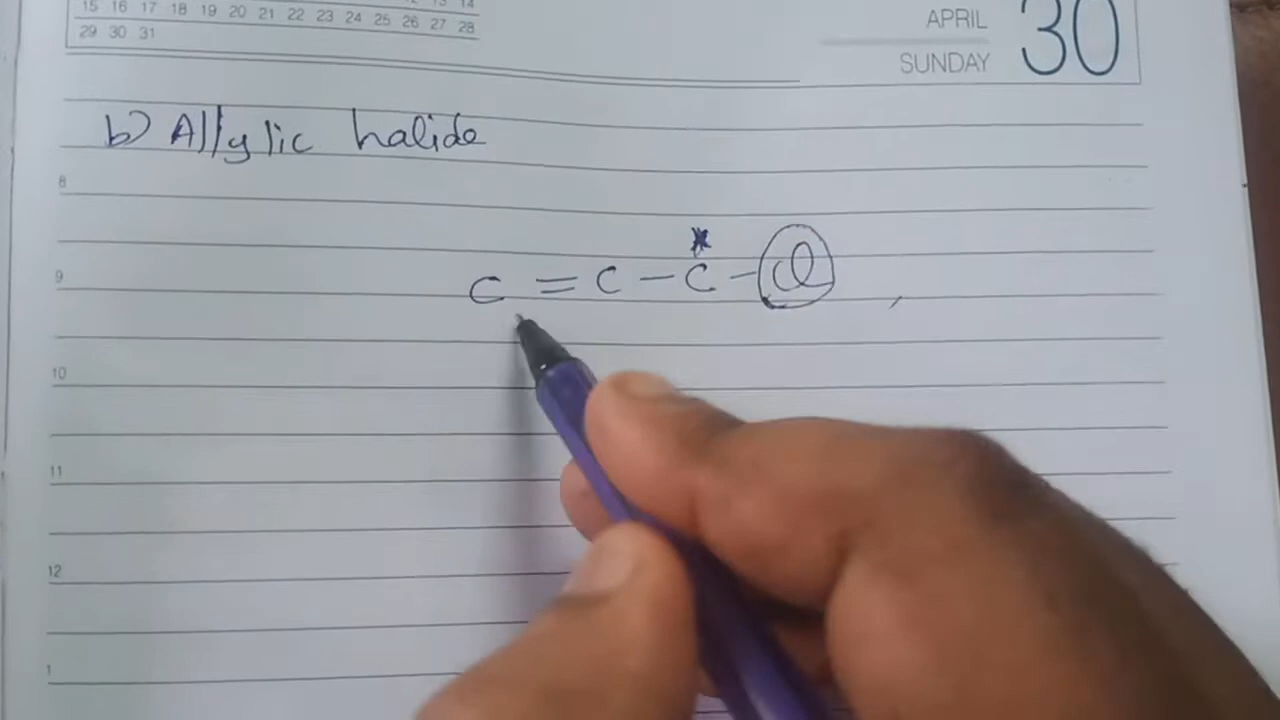 15 16 17 18 19 20 21 22 23 24 25 26 27 28
29 30 31
APRIL
SUNDAY
30
b) Allylic halide
8
*
C = C - C - Cl ,
9
10
11
12
1